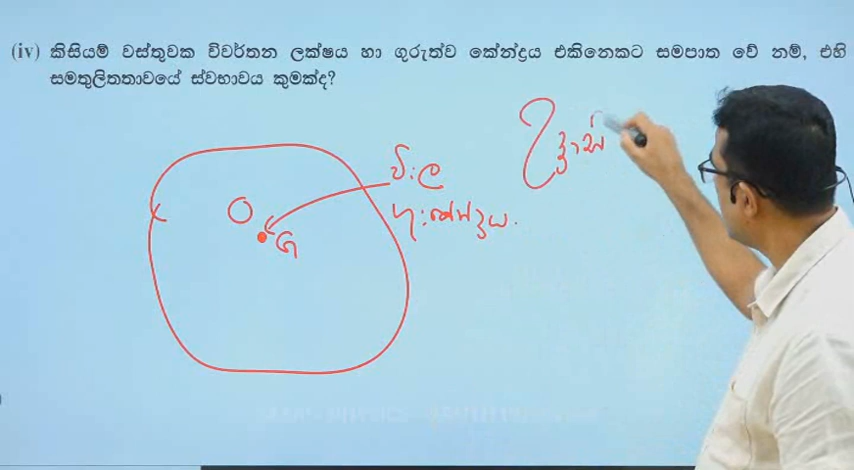 (iv) කිසියම් වස්තුවක විවර්තන ලක්ෂය හා ගුරුත්ව කේන්ද්‍රය එකිනෙකට සමපාත වේ නම්, එහි
සමතුලිතතාවයේ ස්වභාවය කුමක්ද?
වි:ල
ගු:කේන්ද්‍රය.
O
G